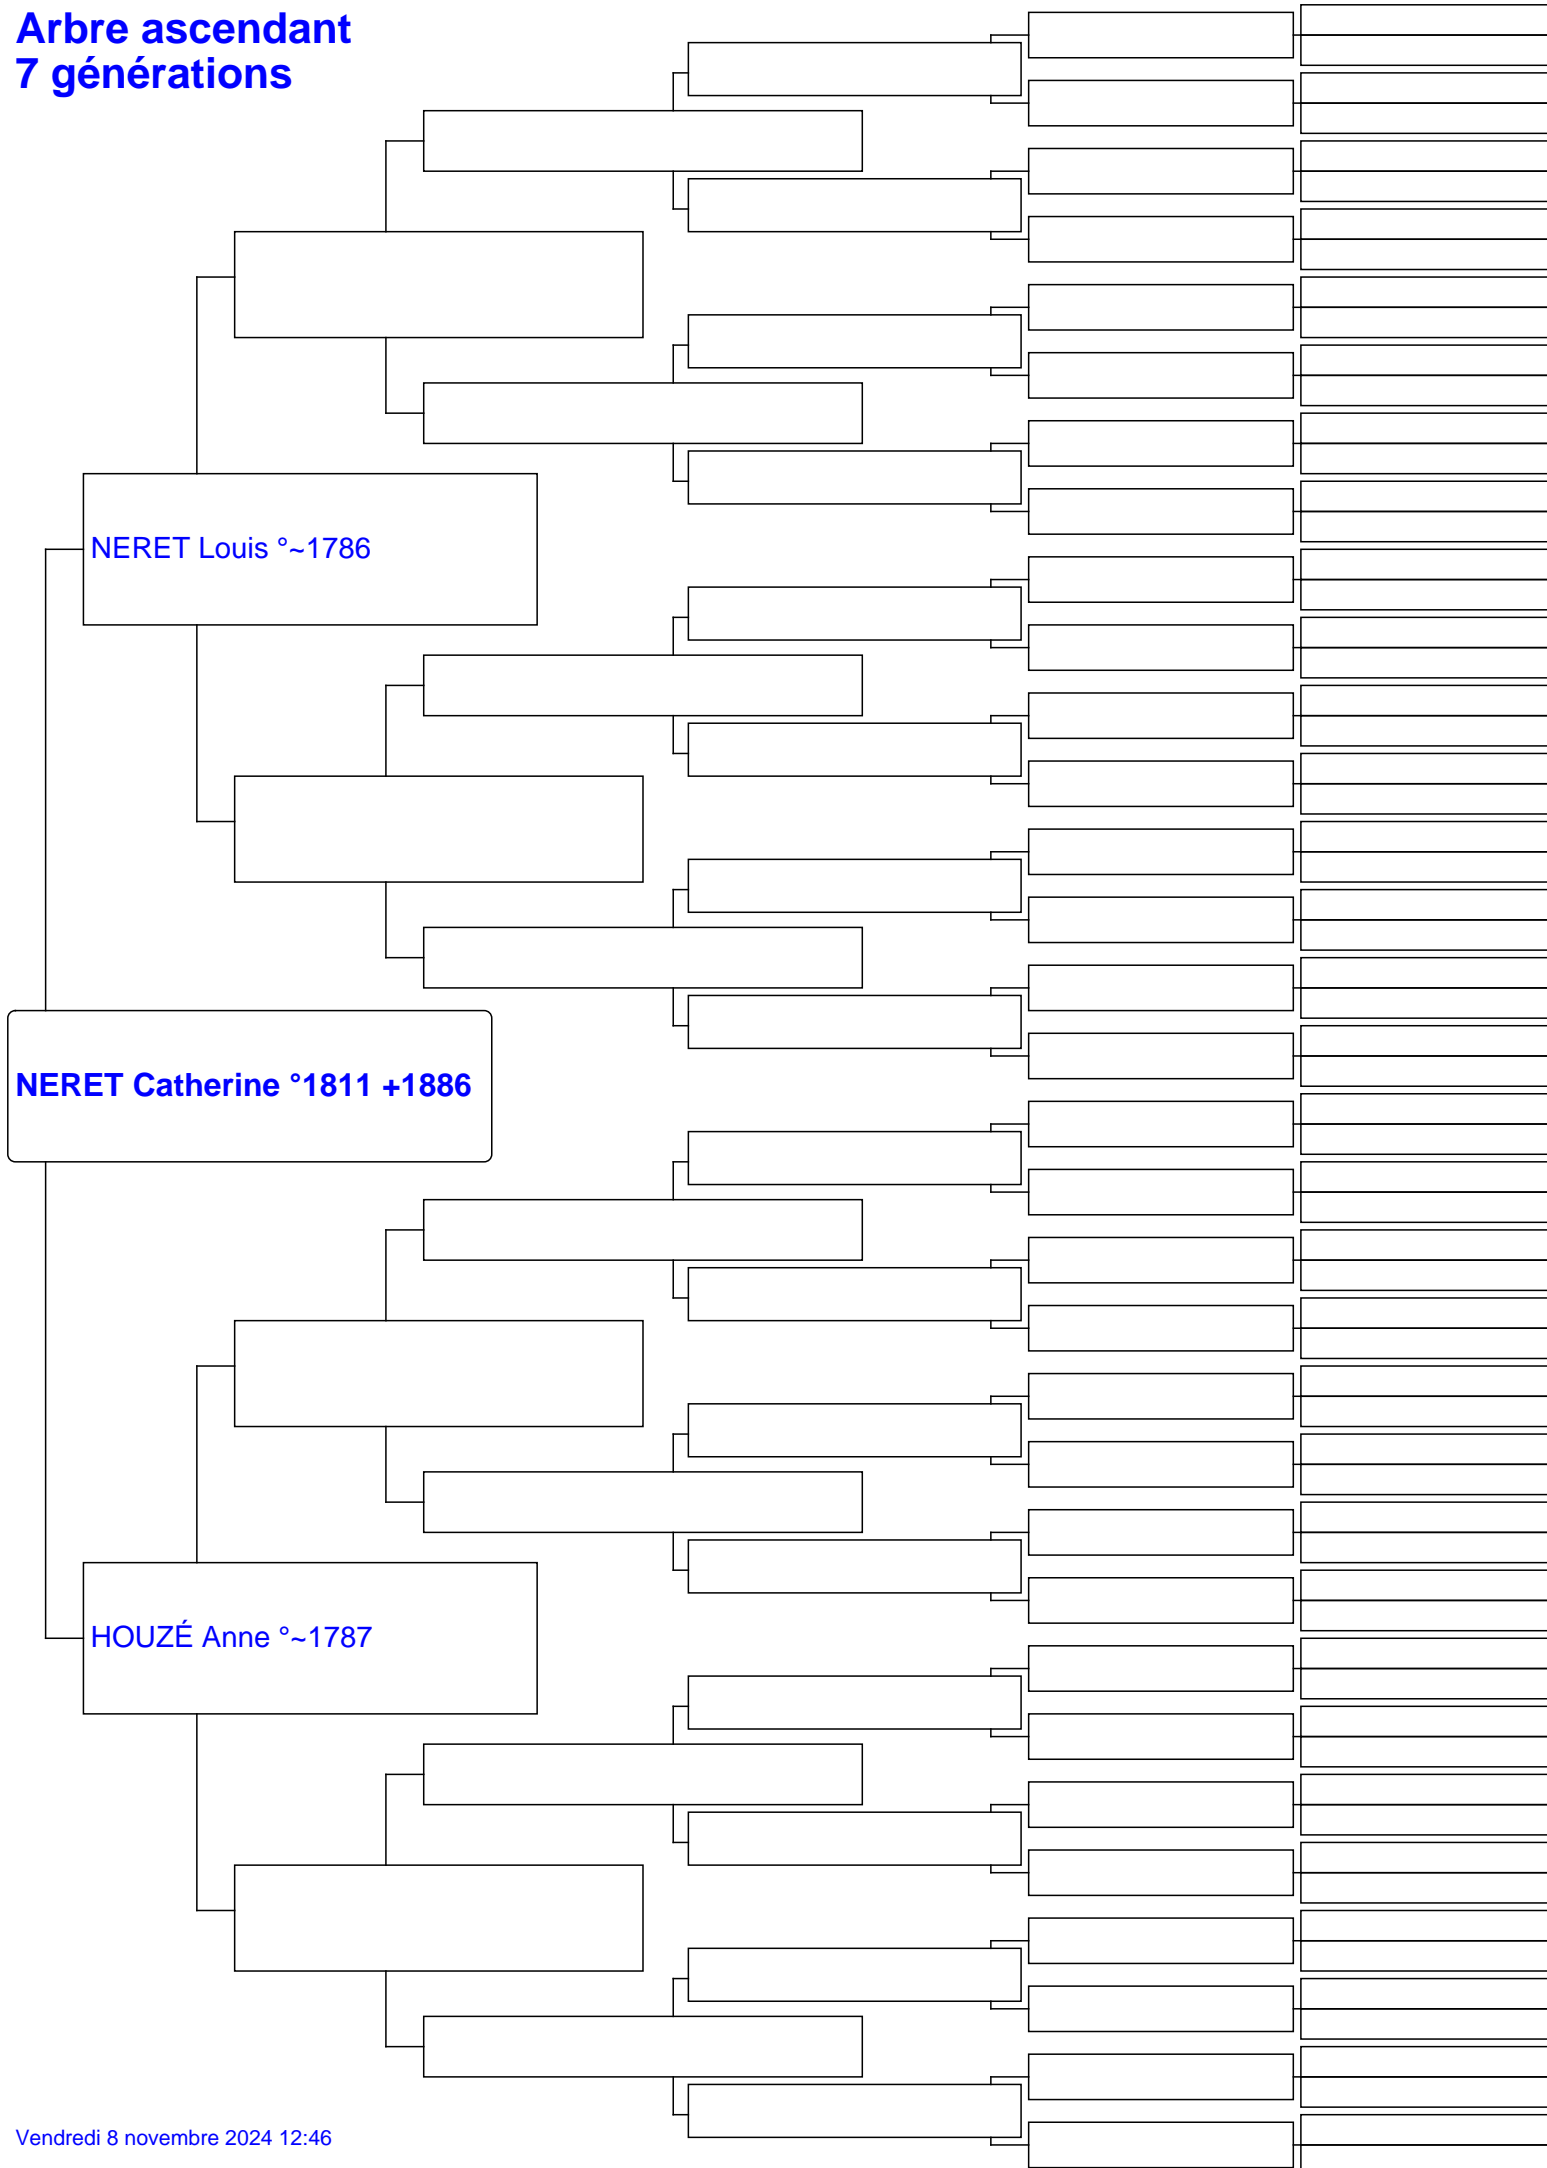 Arbre ascendant
7 générations
NERET Louis °~1786
NERET Catherine °1811 +1886
HOUZÉ Anne °~1787
Vendredi 8 novembre 2024 12:46